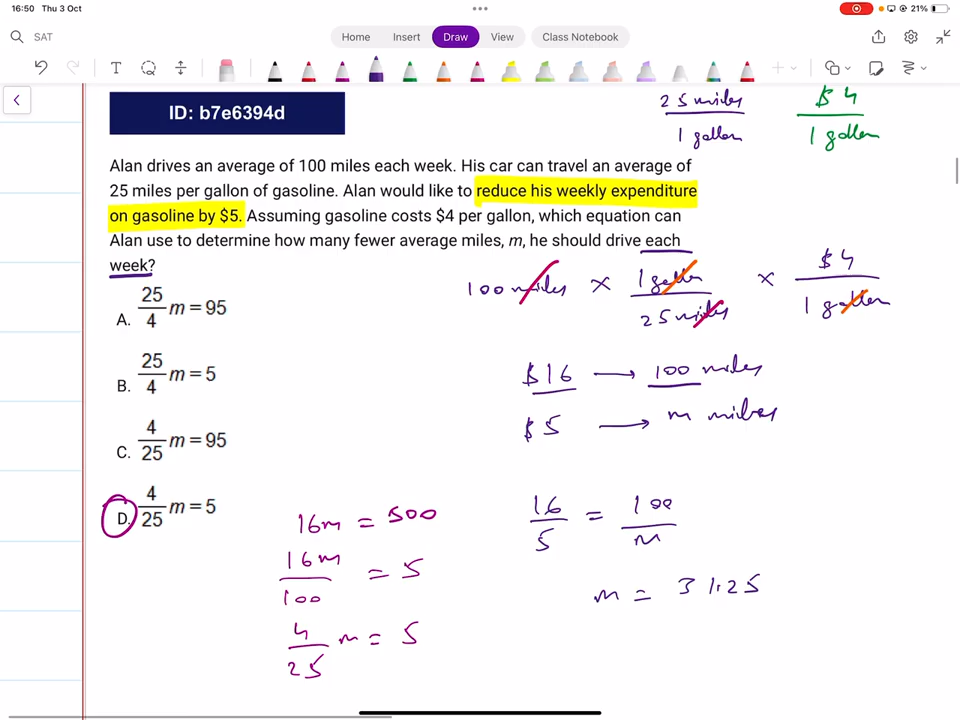 16:50 Thu 3 Oct
21%
SAT
Home Insert Draw View Class Notebook
ID: b7e6394d
25 miles
1 gallon
$4
1 gallon
Alan drives an average of 100 miles each week. His car can travel an average of
25 miles per gallon of gasoline. Alan would like to reduce his weekly expenditure
on gasoline by $5. Assuming gasoline costs $4 per gallon, which equation can
Alan use to determine how many fewer average miles, m, he should drive each
week?
100 miles × 1 gallon / 25 miles × $4 / 1 gallon
A. 25/4 m = 95
B. 25/4 m = 5
C. 4/25 m = 95
D. 4/25 m = 5
$16 → 100 miles
$5 → m miles
16/5 = 100/m
m = 31.25
16m = 500
16m/100 = 5
4/25 m = 5